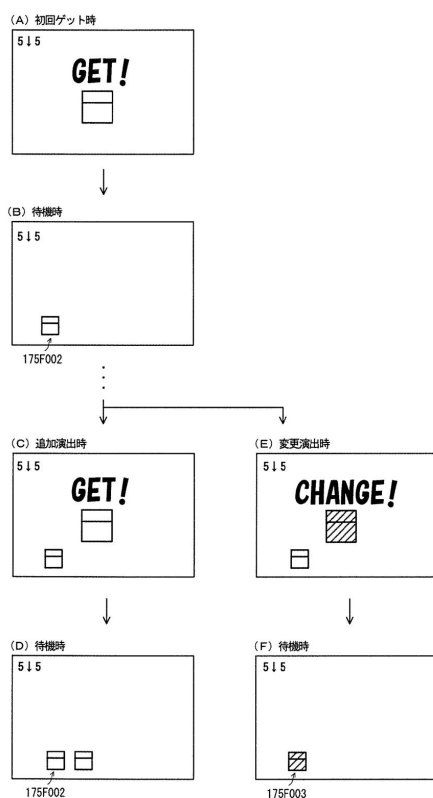 (A) 初回ゲット時
5↓5
GET!
(B) 待機時
5↓5
175F002
(C) 追加演出時
5↓5
GET!
(E) 変更演出時
5↓5
CHANGE!
(D) 待機時
5↓5
175F002
(F) 待機時
5↓5
175F003